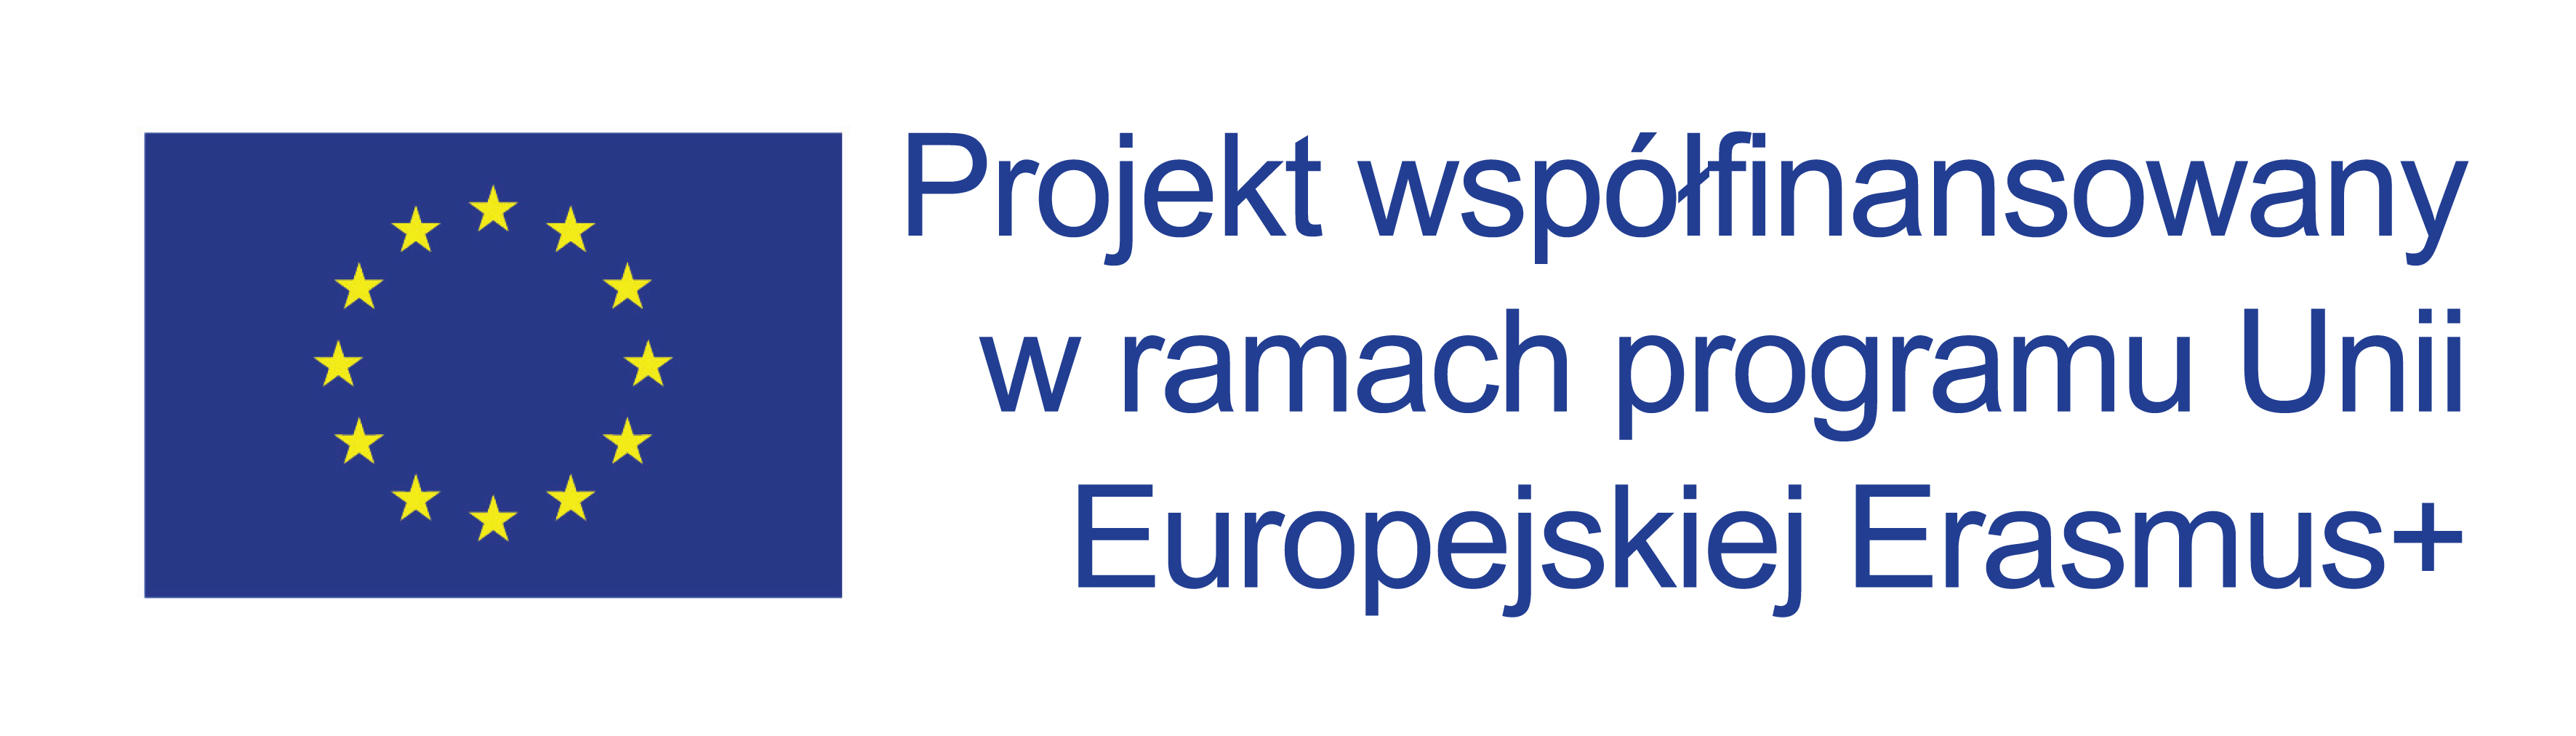 Projekt współfinansowany
w ramach programu Unii
Europejskiej Erasmus+